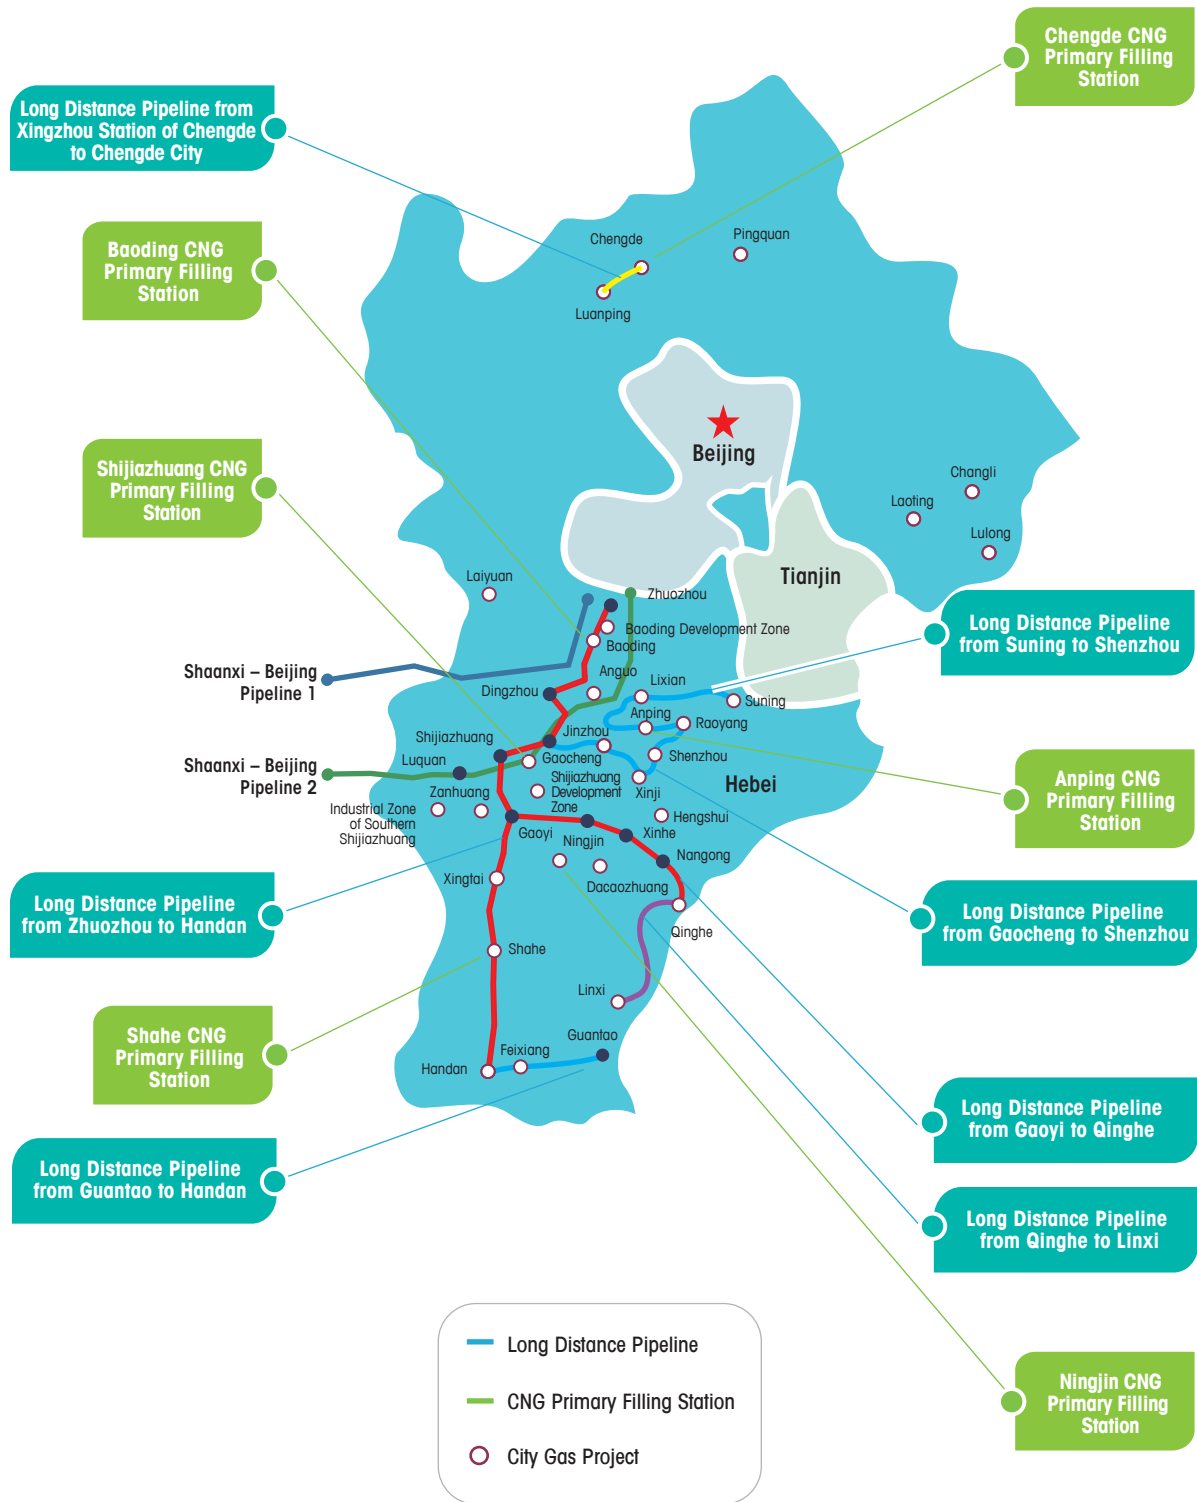 Chengde CNG
Primary Filling
Station
Long Distance Pipeline from
Xingzhou Station of Chengde
to Chengde City
Baoding CNG
Primary Filling
Station
Chengde
Pingquan
Luanping
Beijing
Shijiazhuang CNG
Primary Filling
Station
Changli
Laoting
Lulong
Tianjin
Laiyuan
Zhuozhou
Long Distance Pipeline
from Suning to Shenzhou
Baoding Development Zone
Baoding
Shaanxi – Beijing
Pipeline 1
Anguo
Lixian
Dingzhou
Suning
Anping
Raoyang
Jinzhou
Shijiazhuang
Luquan
Gaocheng
Shenzhou
Shaanxi – Beijing
Pipeline 2
Shijiazhuang
Development
Zone
Xinji
Hebei
Anping CNG
Primary Filling
Station
Zanhuang
Industrial Zone
of Southern
Shijiazhuang
Hengshui
Gaoyi
Ningjin
Xinhe
Nangong
Xingtai
Dacaozhuang
Long Distance Pipeline
from Zhuozhou to Handan
Long Distance Pipeline
from Gaocheng to Shenzhou
Qinghe
Shahe
Linxi
Shahe CNG
Primary Filling
Station
Guantao
Feixiang
Handan
Long Distance Pipeline
from Gaoyi to Qinghe
Long Distance Pipeline
from Guantao to Handan
Long Distance Pipeline
from Qinghe to Linxi
Long Distance Pipeline
CNG Primary Filling Station
City Gas Project
Ningjin CNG
Primary Filling
Station